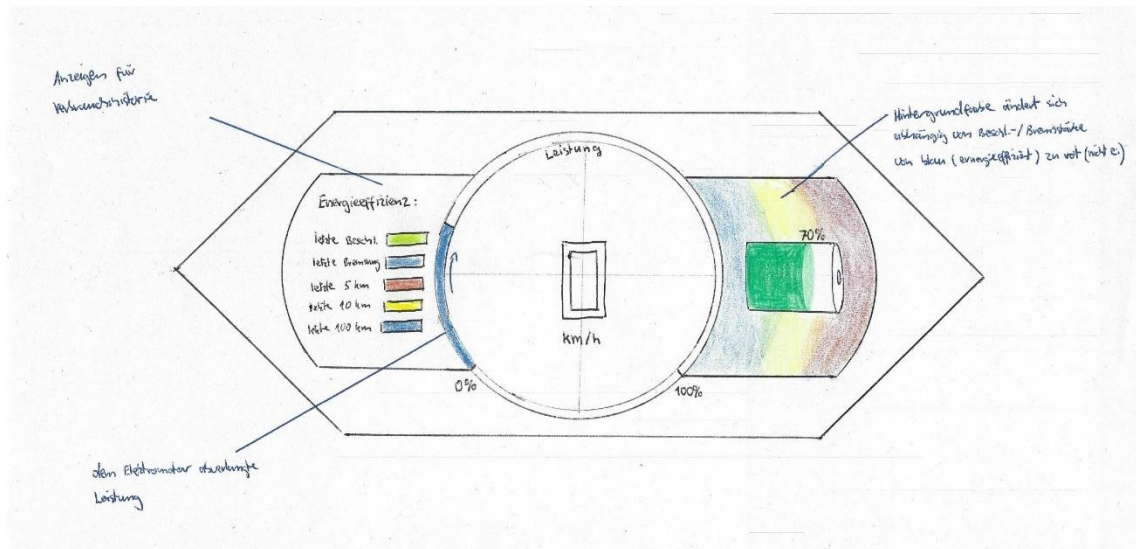 Anzeigen für
Verbrauchshistorie
Hintergrundfarbe ändert sich
abhängig von Beschl.-/Bremsstärke
von blau (energieeffizient) zu rot (nicht ei)
Leistung
Energieeffizienz:
letzte Beschl.
letzte Bremsung
letzte 5 km
letzte 10 km
letzte 100 km
70%
0
km/h
0%
100%
dem Elektromotor abverlangte
Leistung